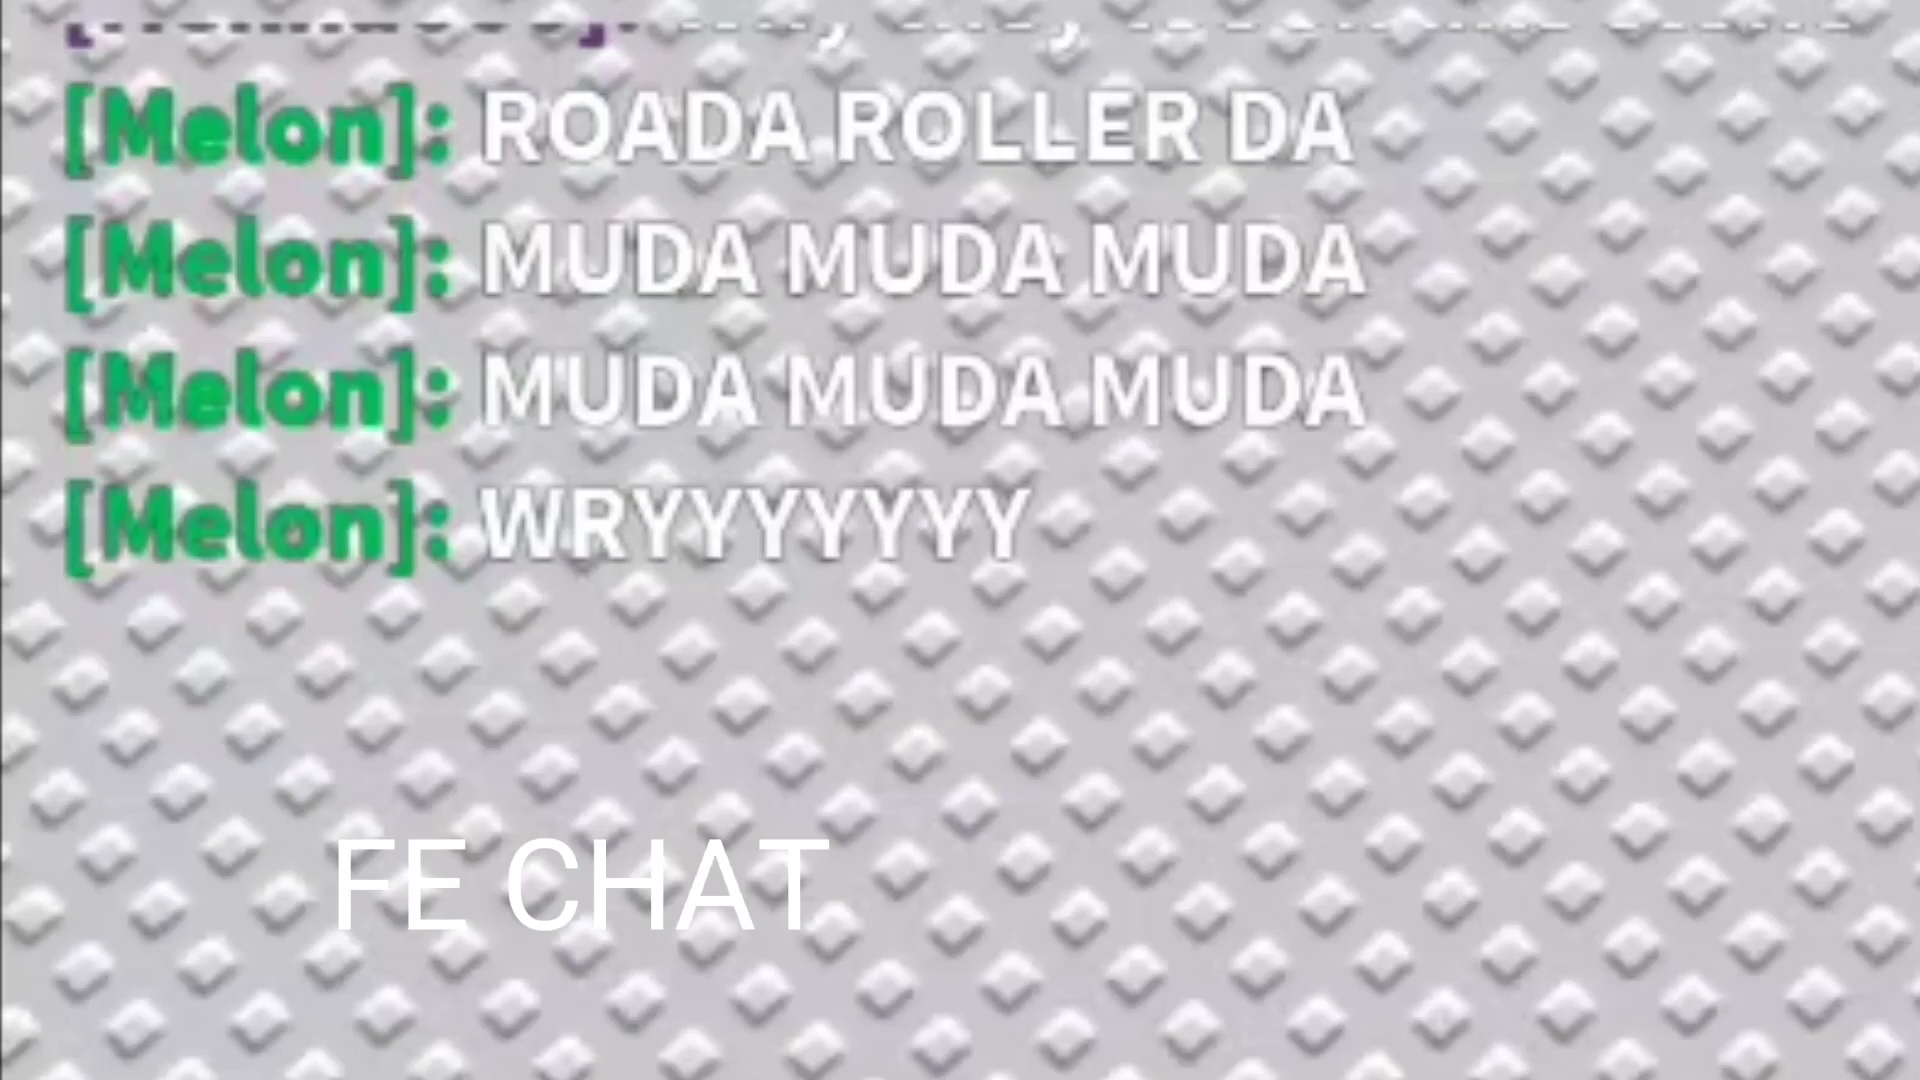 [Melon]: ROADA ROLLER DA
[Melon]: MUDA MUDA MUDA
[Melon]: MUDA MUDA MUDA
[Melon]: WRYYYYYYY
FE CHAT